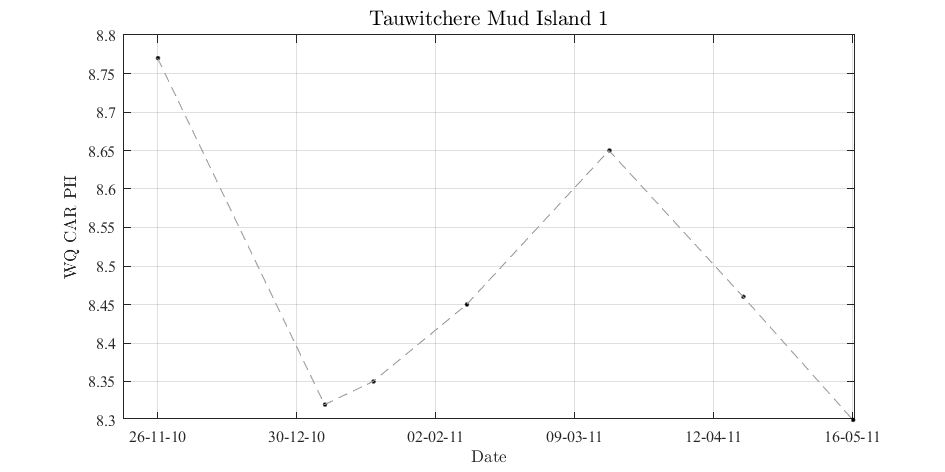 Tauwitchere Mud Island 1
8.8
8.75
8.7
8.65
8.6
8.55
8.5
8.45
8.4
8.35
8.3
WQ CAR PH
26-11-10 30-12-10 02-02-11 09-03-11 12-04-11 16-05-11
Date